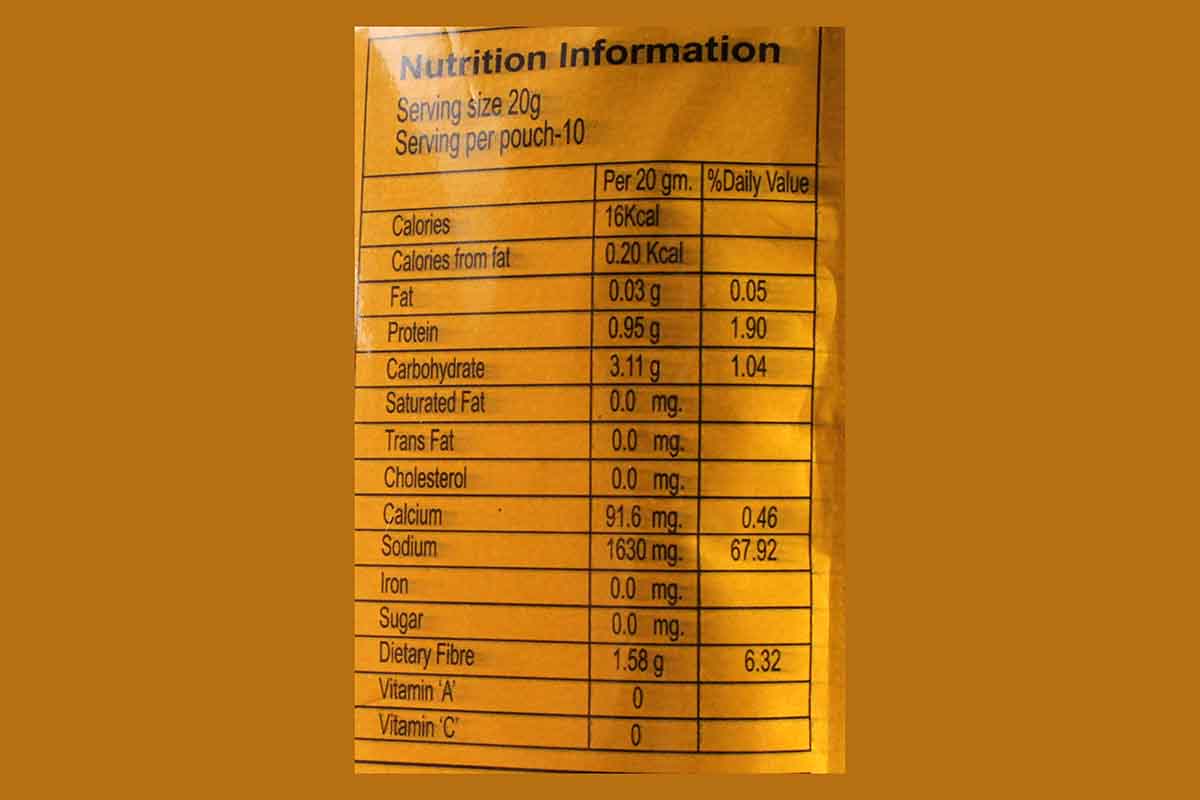 Nutrition Information
Serving size 20g
Serving per pouch-10
Per 20 gm. %Daily Value
Calories 16Kcal
Calories from fat 0.20 Kcal
Fat 0.03 g 0.05
Protein 0.95 g 1.90
Carbohydrate 3.11 g 1.04
Saturated Fat 0.0 mg.
Trans Fat 0.0 mg.
Cholesterol 0.0 mg.
Calcium 91.6 mg. 0.46
Sodium 1630 mg. 67.92
Iron 0.0 mg.
Sugar 0.0 mg.
Dietary Fibre 1.58 g 6.32
Vitamin 'A' 0
Vitamin 'C' 0